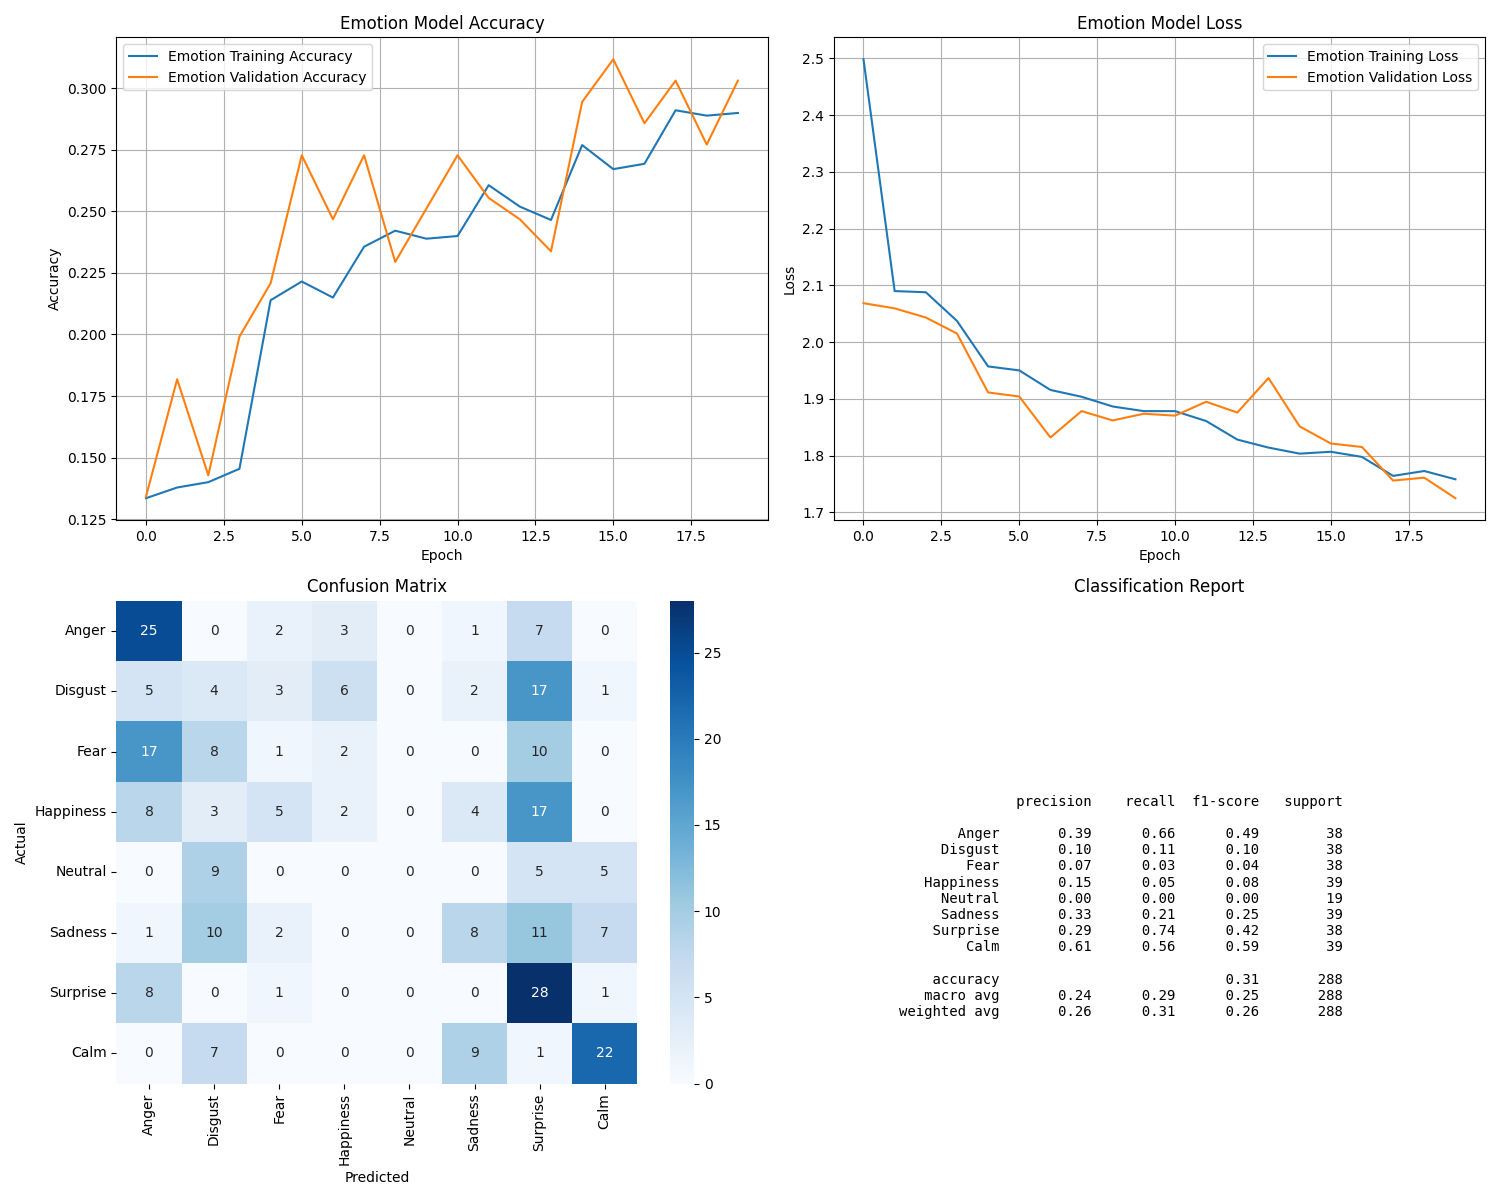 Emotion Model Accuracy
Emotion Training Accuracy
Emotion Validation Accuracy
Accuracy
0.300
0.275
0.250
0.225
0.200
0.175
0.150
0.125
0.0 2.5 5.0 7.5 10.0 12.5 15.0 17.5
Epoch
Emotion Model Loss
Emotion Training Loss
Emotion Validation Loss
Loss
2.5
2.4
2.3
2.2
2.1
2.0
1.9
1.8
1.7
0.0 2.5 5.0 7.5 10.0 12.5 15.0 17.5
Epoch
Confusion Matrix
Actual
Anger 25 0 2 3 0 1 7 0
Disgust 5 4 3 6 0 2 17 1
Fear 17 8 1 2 0 0 10 0
Happiness 8 3 5 2 0 4 17 0
Neutral 0 9 0 0 0 0 5 5
Sadness 1 10 2 0 0 8 11 7
Surprise 8 0 1 0 0 0 28 1
Calm 0 7 0 0 0 9 1 22
Anger Disgust Fear Happiness Neutral Sadness Surprise Calm
Predicted
25
20
15
10
5
0
Classification Report
precision recall f1-score support
Anger 0.39 0.66 0.49 38
Disgust 0.10 0.11 0.10 38
Fear 0.07 0.03 0.04 38
Happiness 0.15 0.05 0.08 39
Neutral 0.00 0.00 0.00 19
Sadness 0.33 0.21 0.25 39
Surprise 0.29 0.74 0.42 38
Calm 0.61 0.56 0.59 39
accuracy 0.31 288
macro avg 0.24 0.29 0.25 288
weighted avg 0.26 0.31 0.26 288